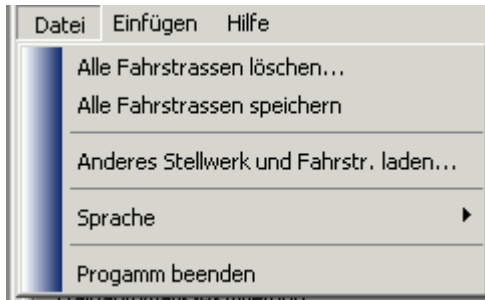 Datei Einfügen Hilfe
Alle Fahrstrassen löschen...
Alle Fahrstrassen speichern
Anderes Stellwerk und Fahrstr. laden...
Sprache
Progamm beenden